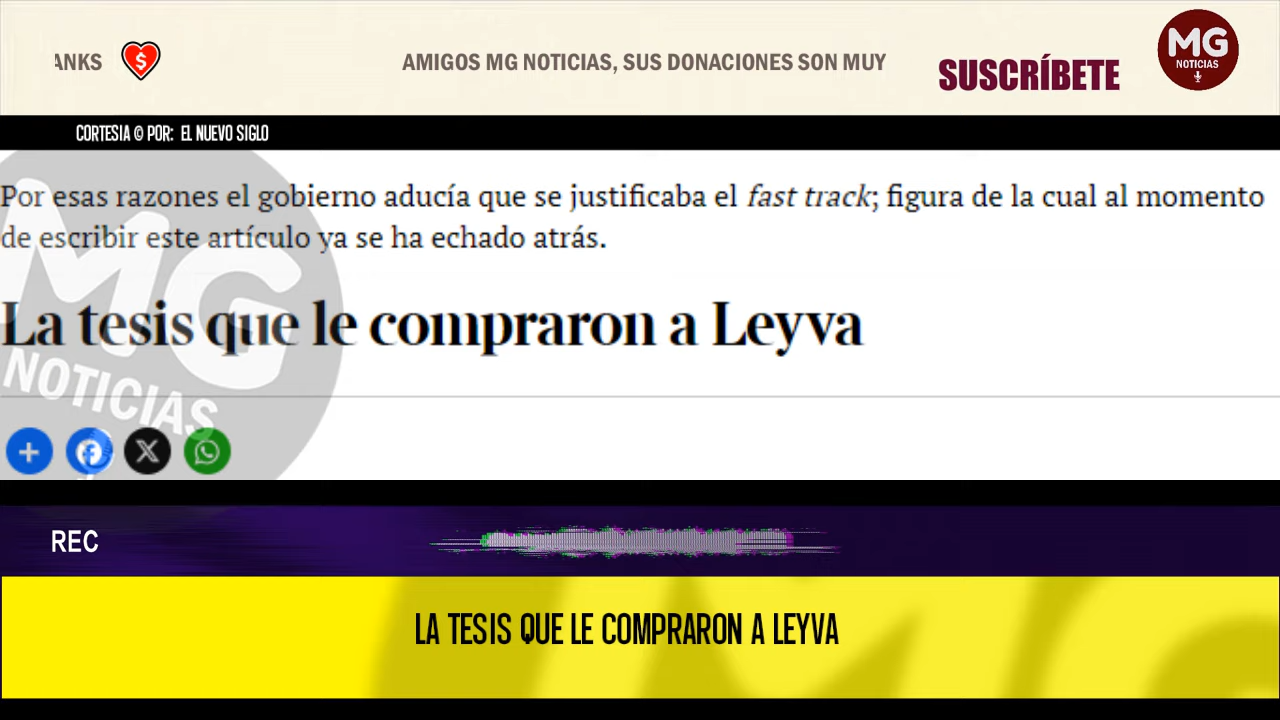 ANKS
AMIGOS MG NOTICIAS, SUS DONACIONES SON MUY
SUSCRÍBETE
MG
NOTICIAS
CORTESIA © POR: EL NUEVO SIGLO
Por esas razones el gobierno aducía que se justificaba el fast track; figura de la cual al momento
de escribir este artículo ya se ha echado atrás.
La tesis que le compraron a Leyva
MG
NOTICIAS
REC
LA TESIS QUE LE COMPRARON A LEYVA